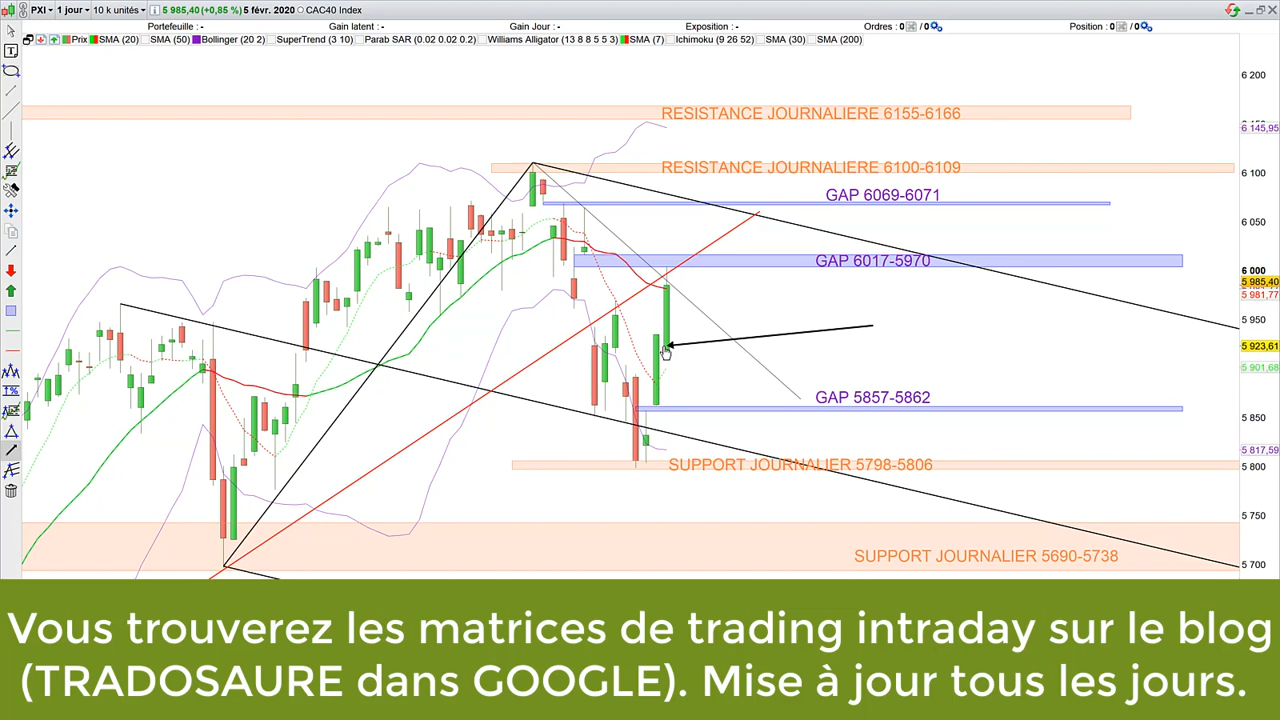 PXI 1 jour 10 k unités 5 985,40 (+0,85 %) 5 févr. 2020 CAC40 Index
Portefeuille : - Gain latent : - Gain Jour : - Exposition : - Ordres : 0 / 0 Position : 0 / 0
Prix SMA (20) SMA (50) Bollinger (20 2) SuperTrend (3 10) Parab SAR (0.02 0.02 0.2) Williams Alligator (13 8 8 5 5 3) SMA (7) Ichimoku (9 26 52) SMA (30) SMA (200)
6 200
RESISTANCE JOURNALIERE 6155-6166
6 145,95
RESISTANCE JOURNALIERE 6100-6109
6 100
GAP 6069-6071
6 050
GAP 6017-5970
6 000
5 985,40
5 981,77
5 950
5 923,61
5 901,68
GAP 5857-5862
5 850
5 817,59
SUPPORT JOURNALIER 5798-5806
5 800
5 750
SUPPORT JOURNALIER 5690-5738
5 700
Vous trouverez les matrices de trading intraday sur le blog
(TRADOSAURE dans GOOGLE). Mise à jour tous les jours.